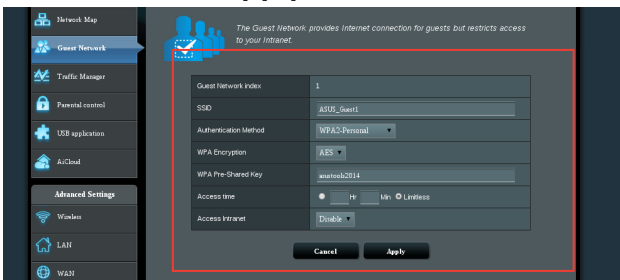 Network Map
The Guest Network provides Internet connection for guests but restricts access
to your Intranet.
Guest Network
Traffic Manager
Parental control
USB application
AiCloud
Advanced Settings
Wireless
LAN
WAN
Guest Network index 1
SSID ASUS_Guest1
Authentication Method WPA2-Personal
WPA Encryption AES
WPA Pre-Shared Key
Access time Hr Min Limitless
Access Intranet Disable
Cancel Apply